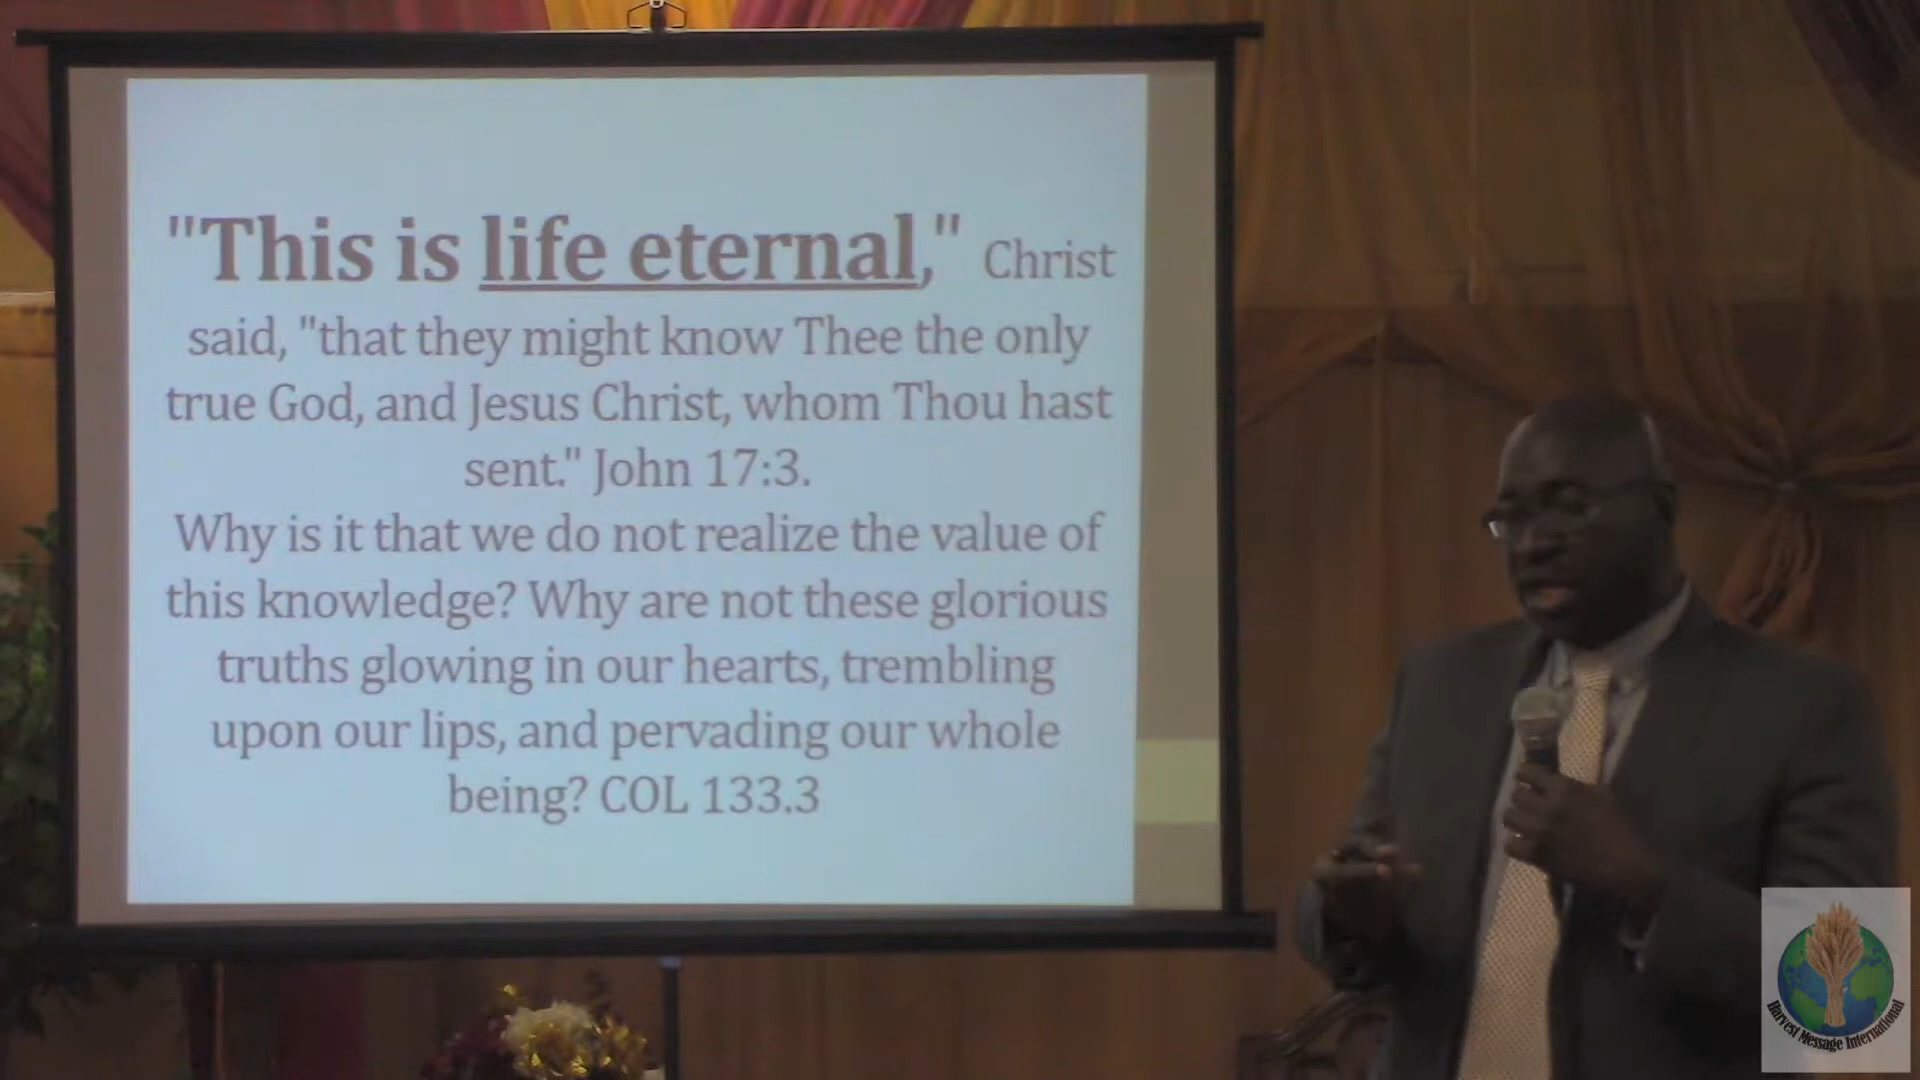 "This is life eternal," Christ
said, "that they might know Thee the only
true God, and Jesus Christ, whom Thou hast
sent." John 17:3.
Why is it that we do not realize the value of
this knowledge? Why are not these glorious
truths glowing in our hearts, trembling
upon our lips, and pervading our whole
being? COL 133.3
Harvest Message International